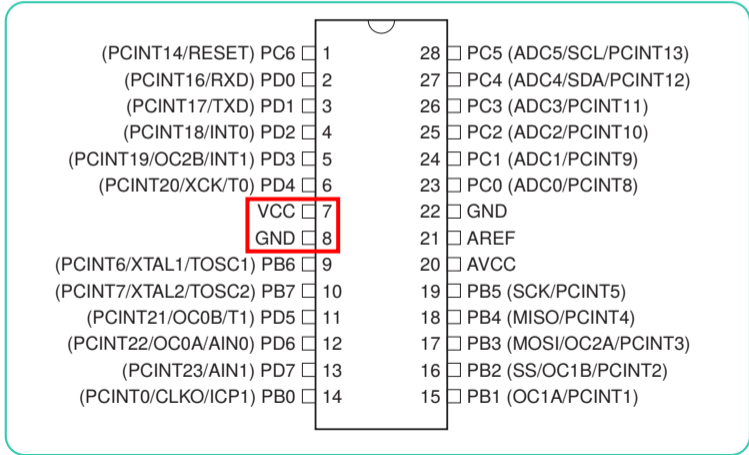 (PCINT14/RESET) PC6 1
(PCINT16/RXD) PD0 2
(PCINT17/TXD) PD1 3
(PCINT18/INT0) PD2 4
(PCINT19/OC2B/INT1) PD3 5
(PCINT20/XCK/T0) PD4 6
VCC 7
GND 8
(PCINT6/XTAL1/TOSC1) PB6 9
(PCINT7/XTAL2/TOSC2) PB7 10
(PCINT21/OC0B/T1) PD5 11
(PCINT22/OC0A/AIN0) PD6 12
(PCINT23/AIN1) PD7 13
(PCINT0/CLKO/ICP1) PB0 14
28 PC5 (ADC5/SCL/PCINT13)
27 PC4 (ADC4/SDA/PCINT12)
26 PC3 (ADC3/PCINT11)
25 PC2 (ADC2/PCINT10)
24 PC1 (ADC1/PCINT9)
23 PC0 (ADC0/PCINT8)
22 GND
21 AREF
20 AVCC
19 PB5 (SCK/PCINT5)
18 PB4 (MISO/PCINT4)
17 PB3 (MOSI/OC2A/PCINT3)
16 PB2 (SS/OC1B/PCINT2)
15 PB1 (OC1A/PCINT1)